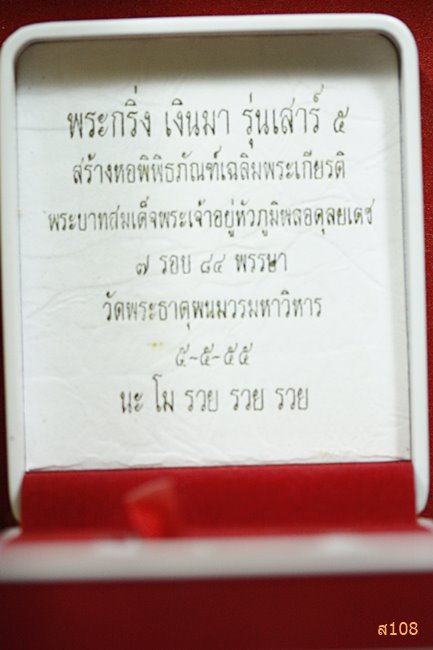 พระกริ่ง เงินมา รุ่นเสาร์ ๕
สร้างหอพิพิธภัณฑ์เฉลิมพระเกียรติ
พระบาทสมเด็จพระเจ้าอยู่หัวภูมิพลอดุลยเดช
๗ รอบ ๘๔ พรรษา
วัดพระธาตุพนมวรมหาวิหาร
๕-๕-๕๕
นะ โม รวย รวย รวย
ส108